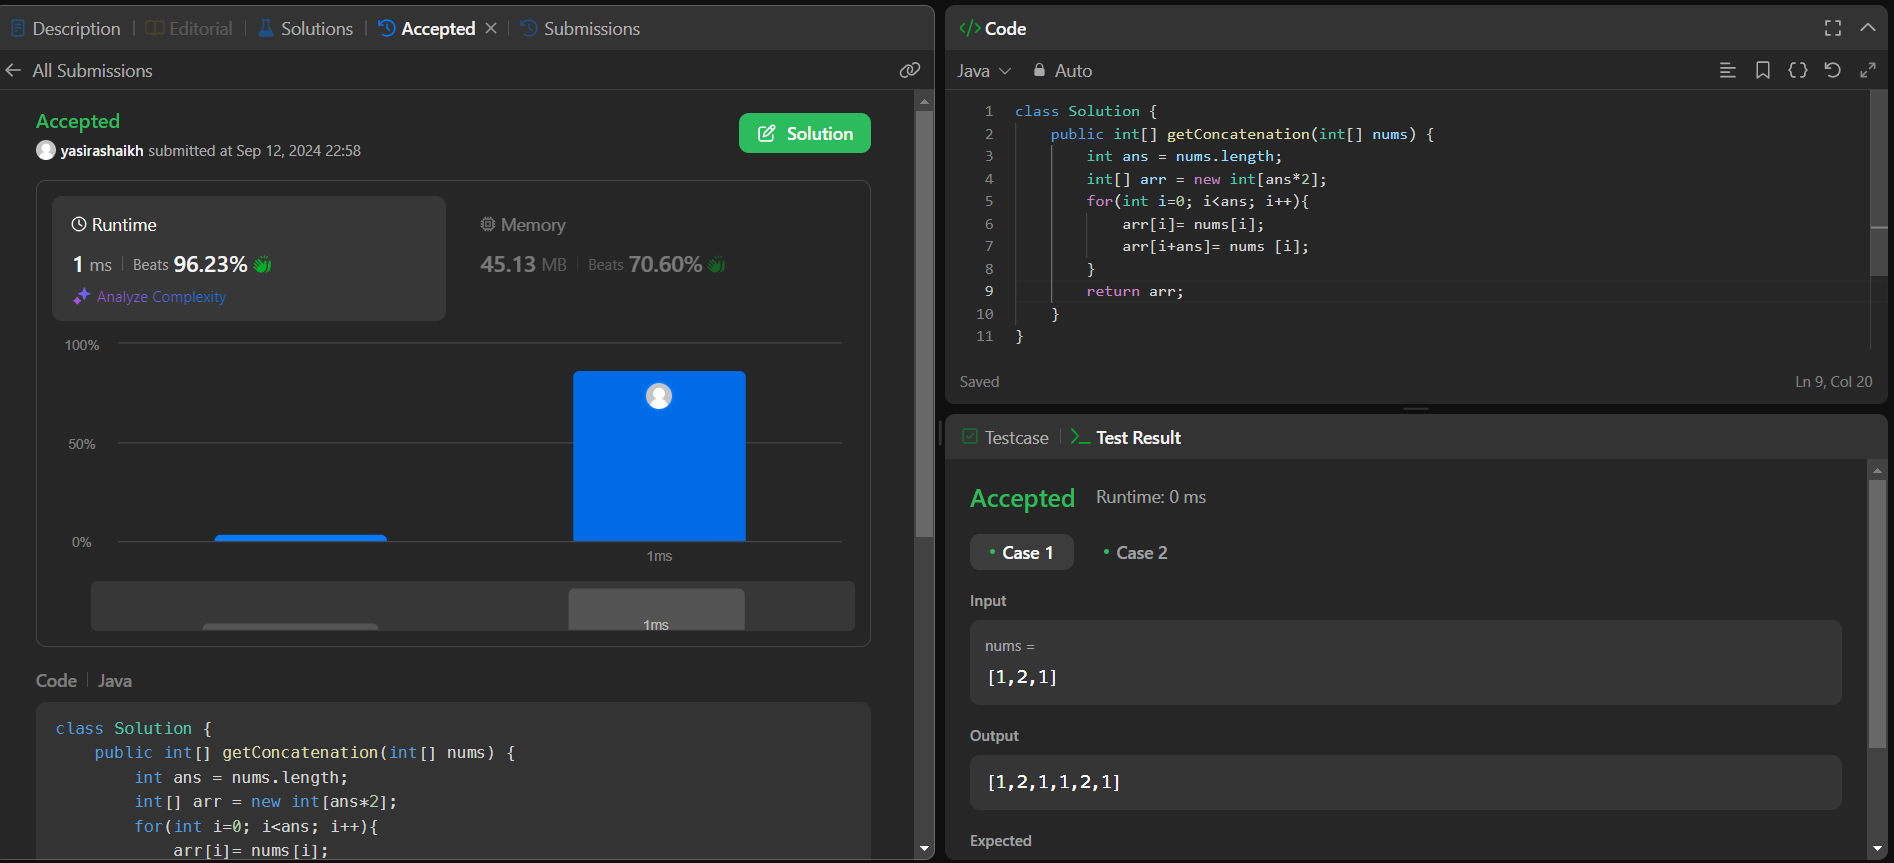 Description | Editorial | Solutions | Accepted | Submissions
All Submissions
Accepted
yasirashaikh submitted at Sep 12, 2024 22:58
Solution
Runtime
1 ms | Beats 96.23%
Analyze Complexity
Memory
45.13 MB | Beats 70.60%
100%
50%
0%
1ms
1ms
Code | Java
class Solution {
    public int[] getConcatenation(int[] nums) {
        int ans = nums.length;
        int[] arr = new int[ans*2];
        for(int i=0; i<ans; i++){
            arr[i]= nums[i];
Code
Java Auto
1 class Solution {
2     public int[] getConcatenation(int[] nums) {
3         int ans = nums.length;
4         int[] arr = new int[ans*2];
5         for(int i=0; i<ans; i++){
6             arr[i]= nums[i];
7             arr[i+ans]= nums [i];
8         }
9         return arr;
10     }
11 }
Saved
Ln 9, Col 20
Testcase | >_ Test Result
Accepted Runtime: 0 ms
• Case 1 • Case 2
Input
nums =
[1,2,1]
Output
[1,2,1,1,2,1]
Expected